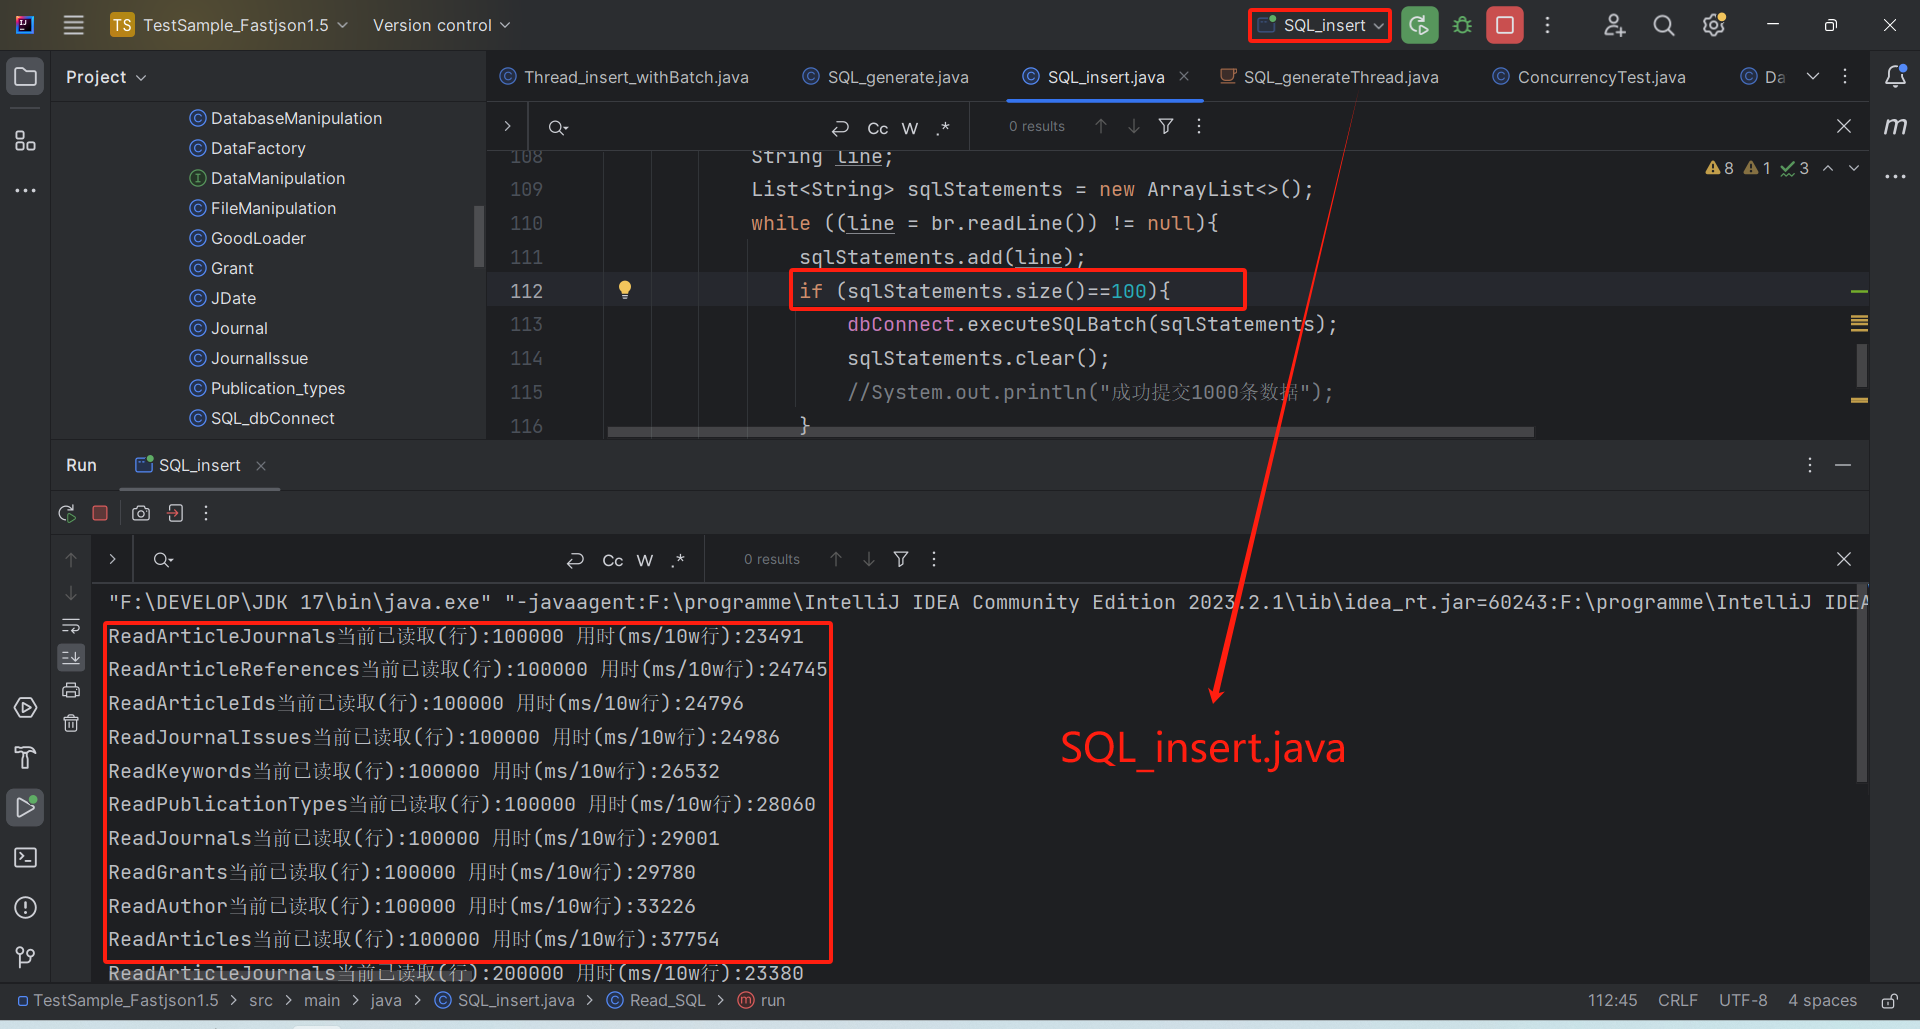 TS TestSample_Fastjson1.5 Version control SQL_insert
Project
Thread_insert_withBatch.java SQL_generate.java SQL_insert.java SQL_generateThread.java ConcurrencyTest.java Da
DatabaseManipulation
DataFactory
DataManipulation
FileManipulation
GoodLoader
Grant
JDate
Journal
JournalIssue
Publication_types
SQL_dbConnect
Cc W .* 0 results
8 1 3
108 String line;
109 List<String> sqlStatements = new ArrayList<>();
110 while ((line = br.readLine()) != null){
111 sqlStatements.add(line);
112 if (sqlStatements.size()==100){
113 dbConnect.executeSQLBatch(sqlStatements);
114 sqlStatements.clear();
115 //System.out.println("成功提交1000条数据");
116 }
Run SQL_insert
Cc W .* 0 results
"F:\DEVELOP\JDK 17\bin\java.exe" "-javaagent:F:\programme\IntelliJ IDEA Community Edition 2023.2.1\lib\idea_rt.jar=60243:F:\programme\IntelliJ IDEA
ReadArticleJournals当前已读取(行):100000 用时(ms/10w行):23491
ReadArticleReferences当前已读取(行):100000 用时(ms/10w行):24745
ReadArticleIds当前已读取(行):100000 用时(ms/10w行):24796
ReadJournalIssues当前已读取(行):100000 用时(ms/10w行):24986
ReadKeywords当前已读取(行):100000 用时(ms/10w行):26532
ReadPublicationTypes当前已读取(行):100000 用时(ms/10w行):28060
ReadJournals当前已读取(行):100000 用时(ms/10w行):29001
ReadGrants当前已读取(行):100000 用时(ms/10w行):29780
ReadAuthor当前已读取(行):100000 用时(ms/10w行):33226
ReadArticles当前已读取(行):100000 用时(ms/10w行):37754
ReadArticleJournals当前已读取(行):200000 用时(ms/10w行):23380
SQL_insert.java
TestSample_Fastjson1.5 > src > main > java > SQL_insert.java > Read_SQL > run
112:45 CRLF UTF-8 4 spaces